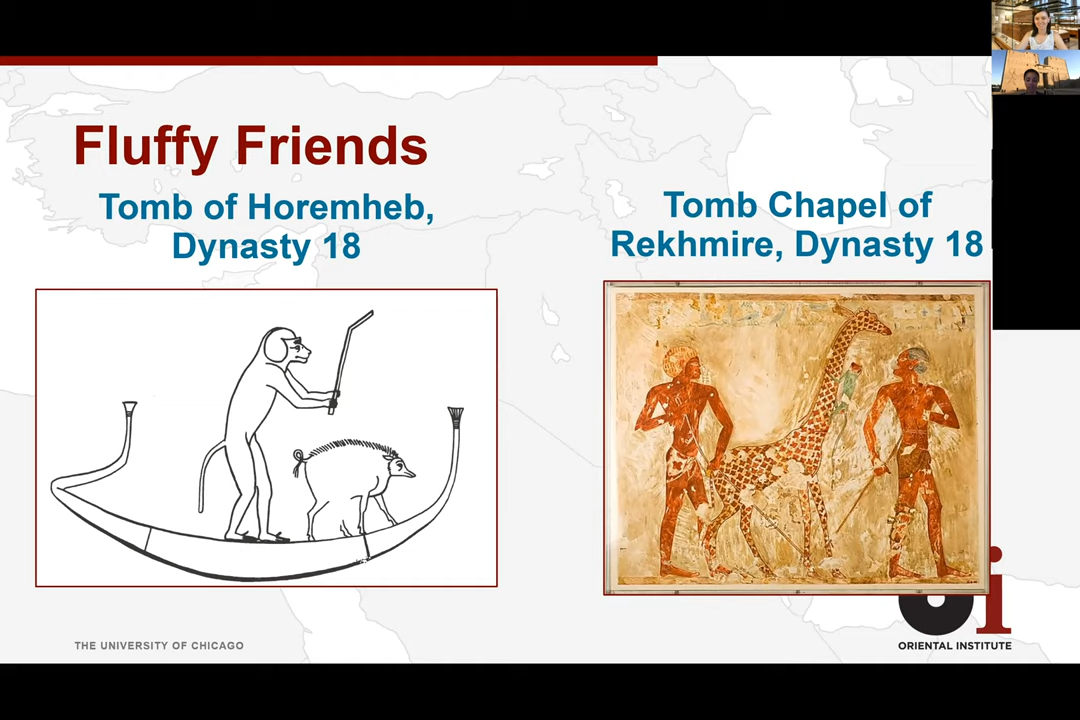 Fluffy Friends
Tomb of Horemheb,
Dynasty 18
Tomb Chapel of
Rekhmire, Dynasty 18
THE UNIVERSITY OF CHICAGO
oi
ORIENTAL INSTITUTE